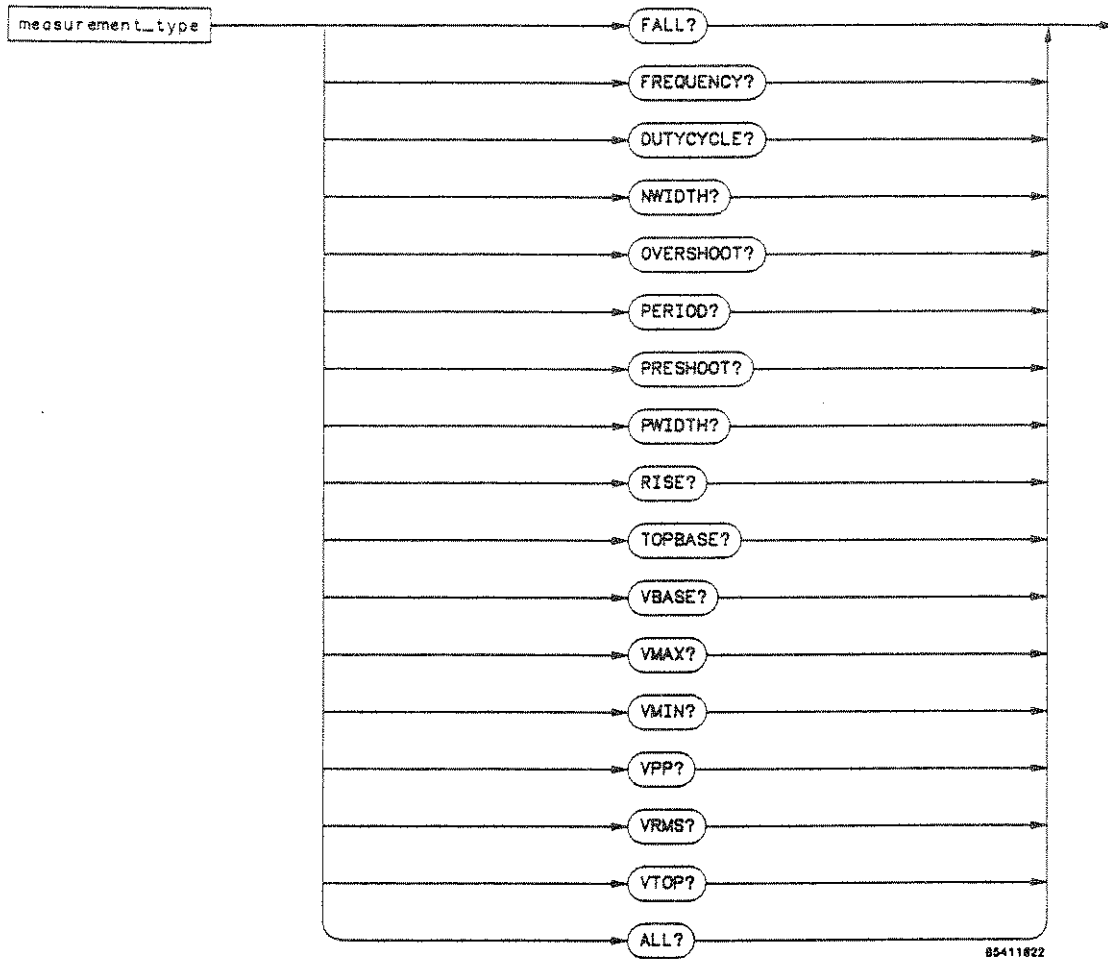 measurement_type
FALL?
FREQUENCY?
DUTYCYCLE?
NWIDTH?
OVERSHOOT?
PERIOD?
PRESHOOT?
PWIDTH?
RISE?
TOPBASE?
VBASE?
VMAX?
VMIN?
VPP?
VRMS?
VTOP?
ALL?
85411822